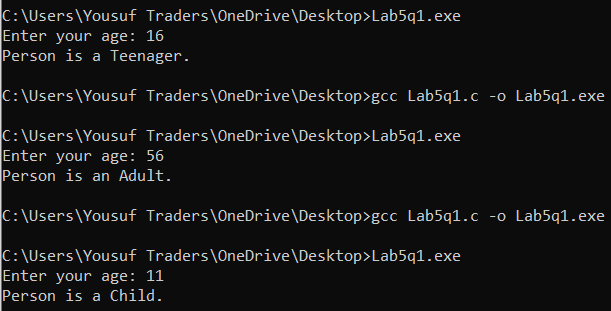 C:\Users\Yousuf Traders\OneDrive\Desktop>Lab5q1.exe
Enter your age: 16
Person is a Teenager.
C:\Users\Yousuf Traders\OneDrive\Desktop>gcc Lab5q1.c -o Lab5q1.exe
C:\Users\Yousuf Traders\OneDrive\Desktop>Lab5q1.exe
Enter your age: 56
Person is an Adult.
C:\Users\Yousuf Traders\OneDrive\Desktop>gcc Lab5q1.c -o Lab5q1.exe
C:\Users\Yousuf Traders\OneDrive\Desktop>Lab5q1.exe
Enter your age: 11
Person is a Child.